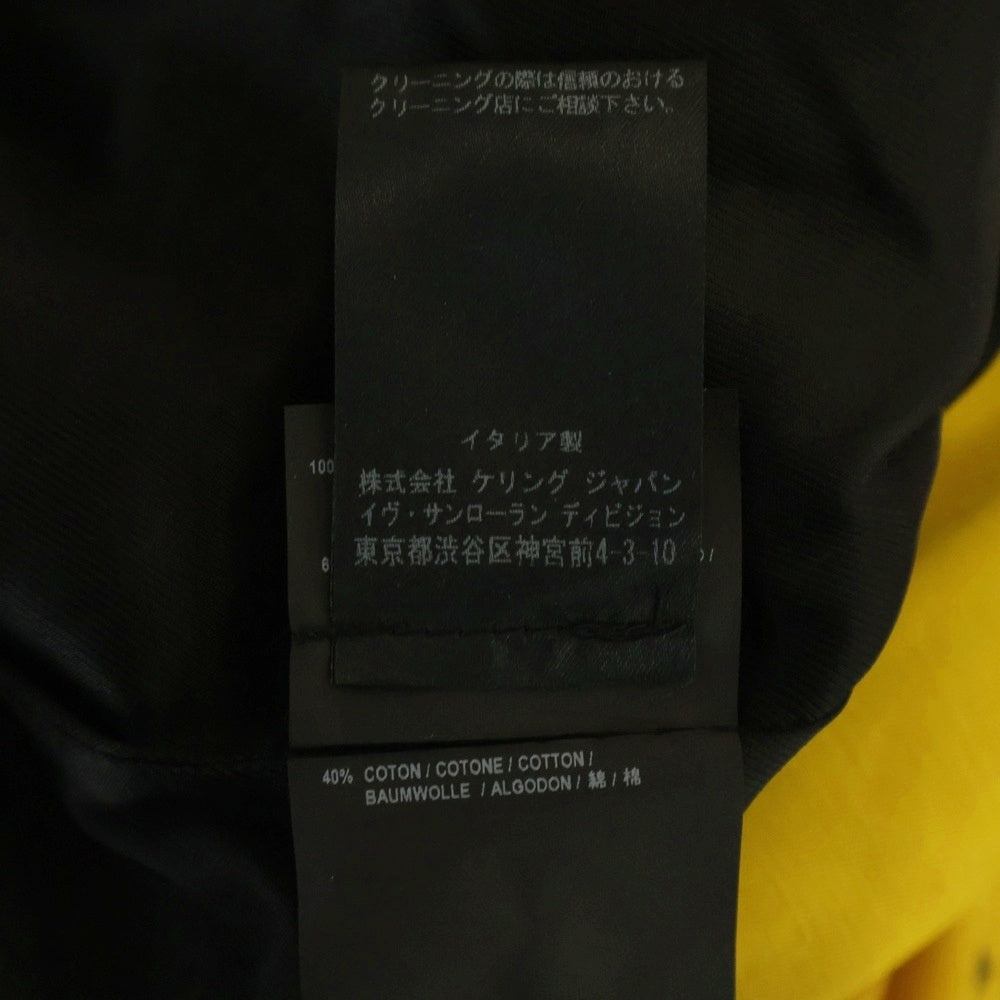 クリーニングの際は信頼のおける
クリーニング店にご相談下さい。
イタリア製
100
株式会社 ケリング ジャパン
イヴ・サンローラン ディビジョン
東京都渋谷区神宮前4-3-10
6
/
40% COTON / COTONE / COTTON /
BAUMWOLLE / ALGODON / 綿 / 棉